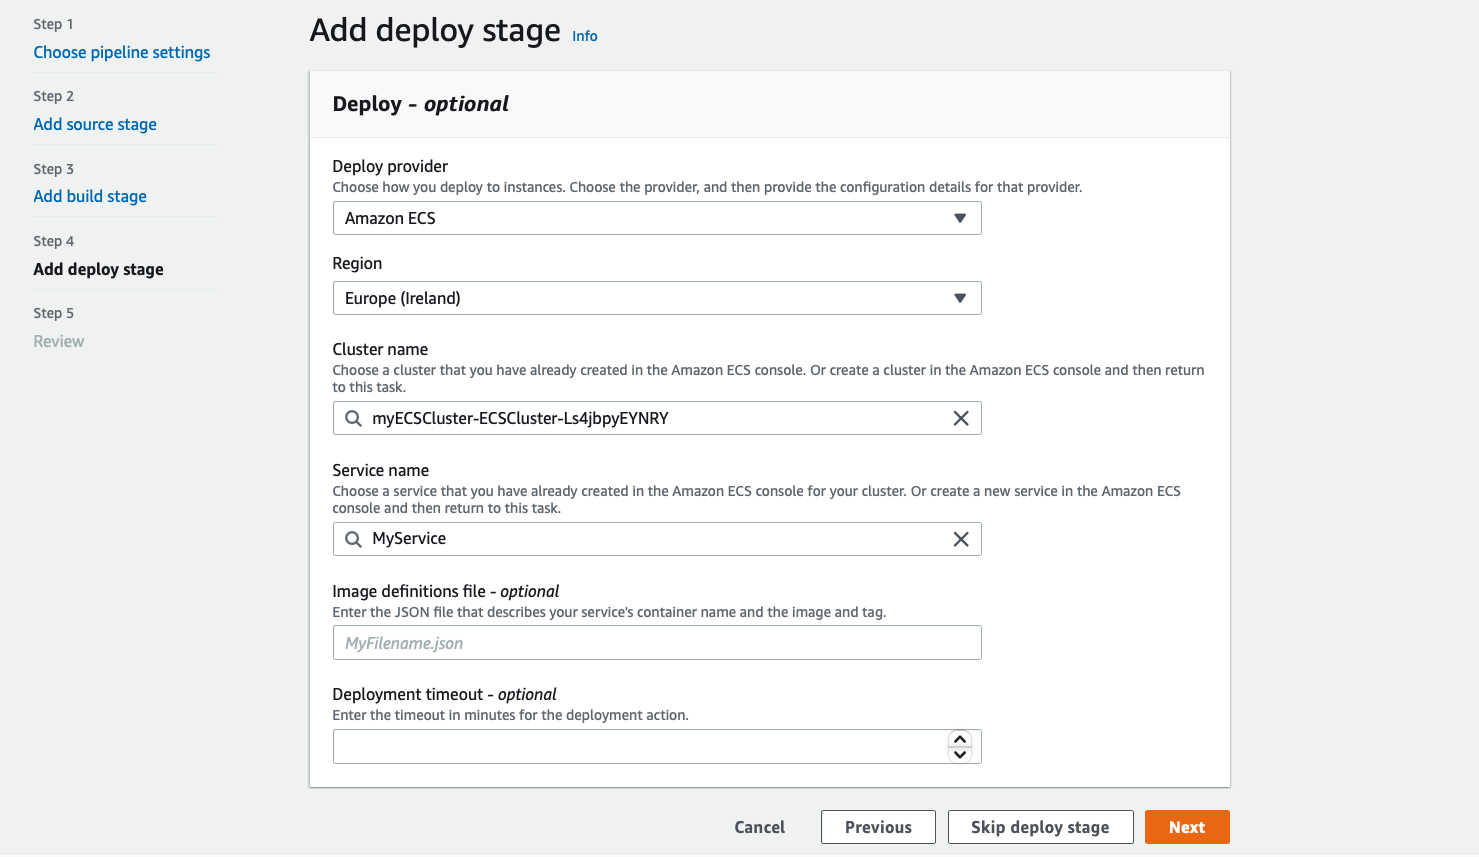 Step 1
Choose pipeline settings
Step 2
Add source stage
Step 3
Add build stage
Step 4
Add deploy stage
Step 5
Review
Add deploy stage Info
Deploy - optional
Deploy provider
Choose how you deploy to instances. Choose the provider, and then provide the configuration details for that provider.
Amazon ECS
Region
Europe (Ireland)
Cluster name
Choose a cluster that you have already created in the Amazon ECS console. Or create a cluster in the Amazon ECS console and then return
to this task.
myECSCluster-ECSCluster-Ls4jbpyEYNRY
Service name
Choose a service that you have already created in the Amazon ECS console for your cluster. Or create a new service in the Amazon ECS
console and then return to this task.
MyService
Image definitions file - optional
Enter the JSON file that describes your service's container name and the image and tag.
MyFilename.json
Deployment timeout - optional
Enter the timeout in minutes for the deployment action.
Cancel Previous Skip deploy stage Next